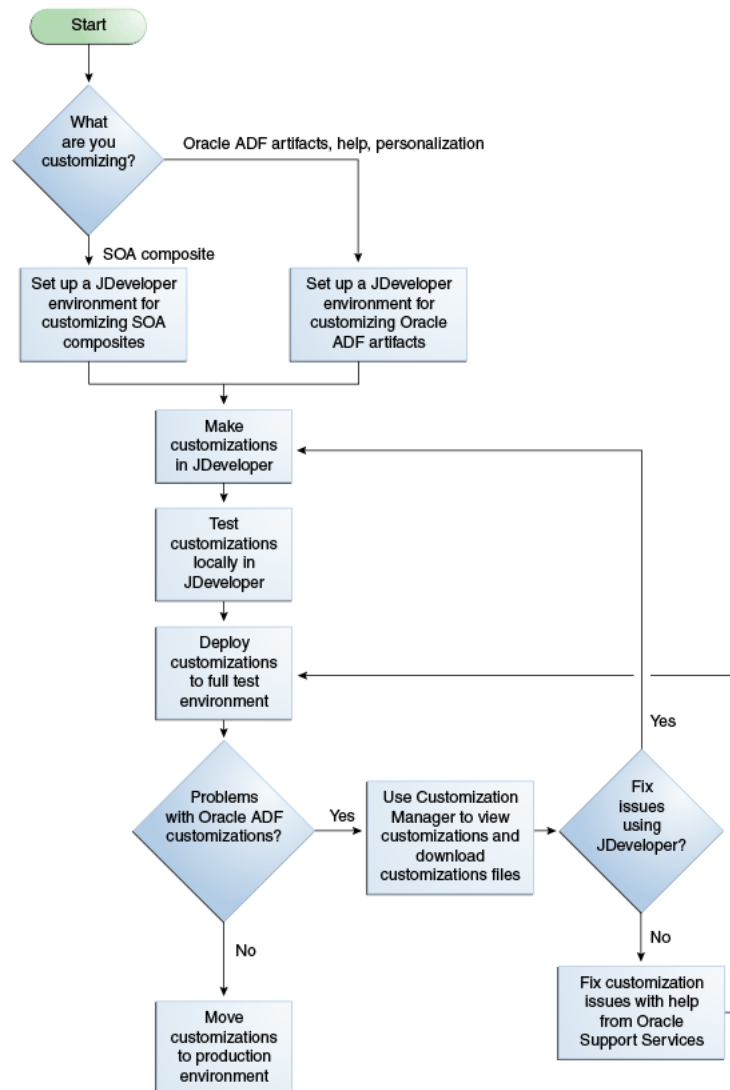 Start
What
are you
customizing?
Oracle ADF artifacts, help, personalization
SOA composite
Set up a JDeveloper
environment for
customizing SOA
composites
Set up a JDeveloper
environment for
customizing Oracle
ADF artifacts
Make
customizations
in JDeveloper
Test
customizations
locally in
JDeveloper
Deploy
customizations
to full test
environment
Yes
Problems
with Oracle ADF
customizations?
Yes
Use Customization
Manager to view
customizations and
download
customizations files
Fix
issues
using
JDeveloper?
No
No
Move
customizations
to production
environment
Fix customization
issues with help
from Oracle
Support Services